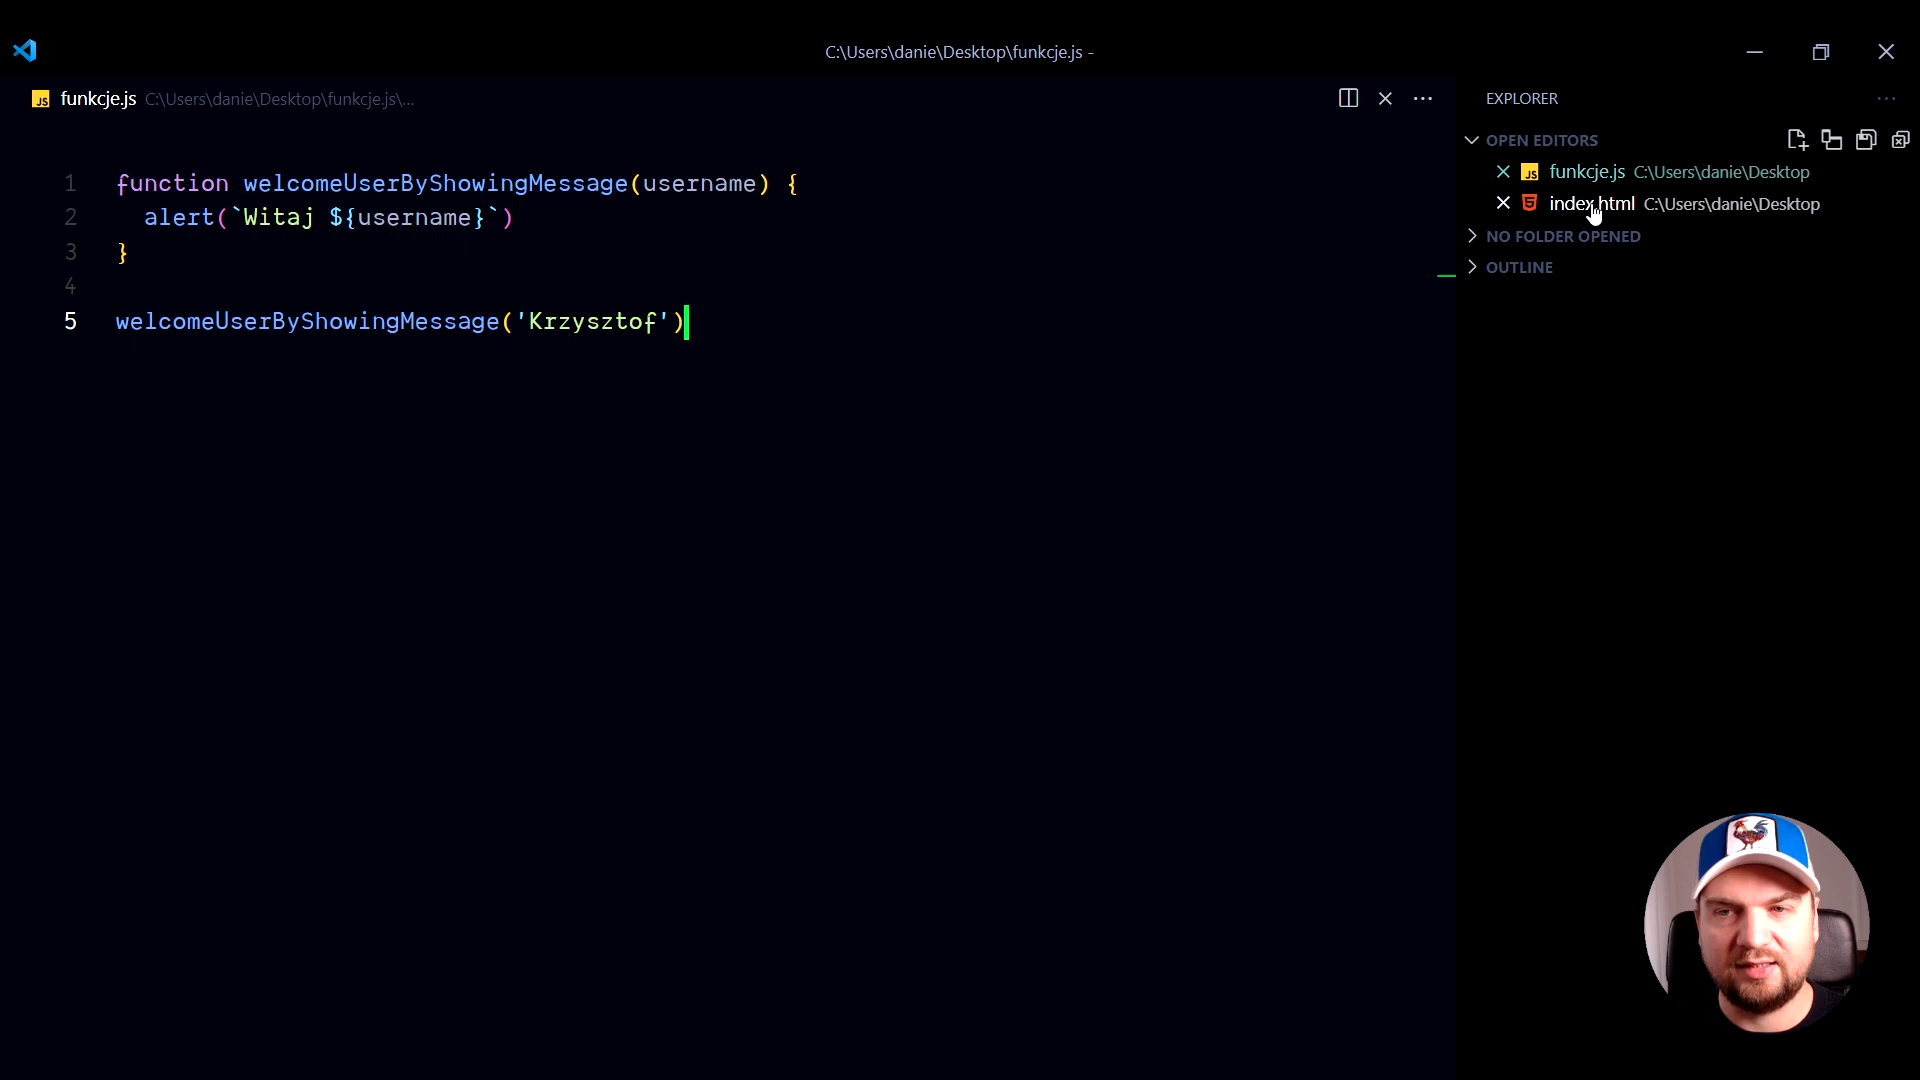 C:\Users\danie\Desktop\funkcje.js -
JS funkcje.js C:\Users\danie\Desktop\funkcje.js\...
1 function welcomeUserByShowingMessage(username) {
2 alert(`Witaj ${username}`)
3 }
4
5 welcomeUserByShowingMessage('Krzysztof')
EXPLORER
OPEN EDITORS
JS funkcje.js C:\Users\danie\Desktop
index.html C:\Users\danie\Desktop
NO FOLDER OPENED
OUTLINE